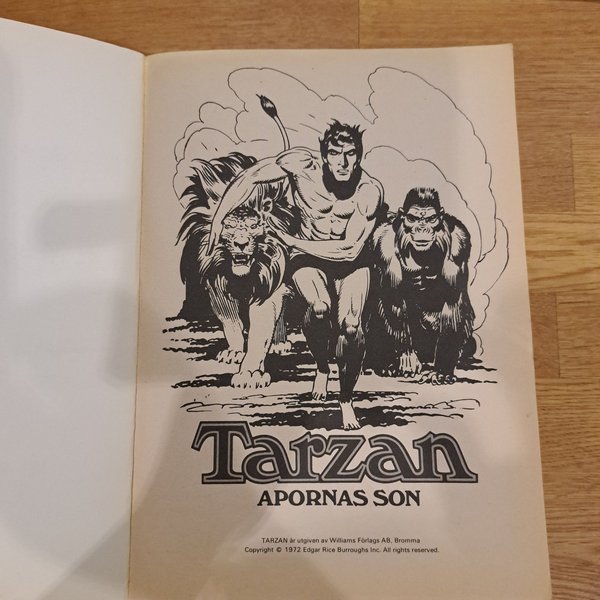 Tarzan
APORNAS SON
TARZAN är utgiven av Williams Förlags AB, Bromma
Copyright © 1972 Edgar Rice Burroughs Inc. All rights reserved.